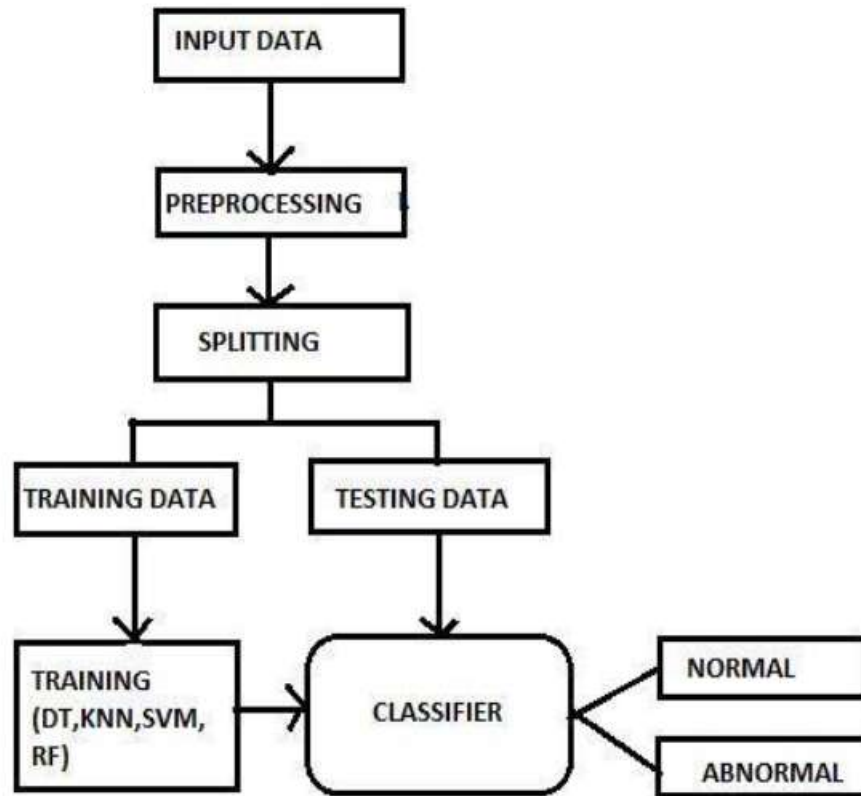 INPUT DATA
PREPROCESSING
SPLITTING
TRAINING DATA
TESTING DATA
TRAINING
(DT,KNN,SVM,
RF)
CLASSIFIER
NORMAL
ABNORMAL